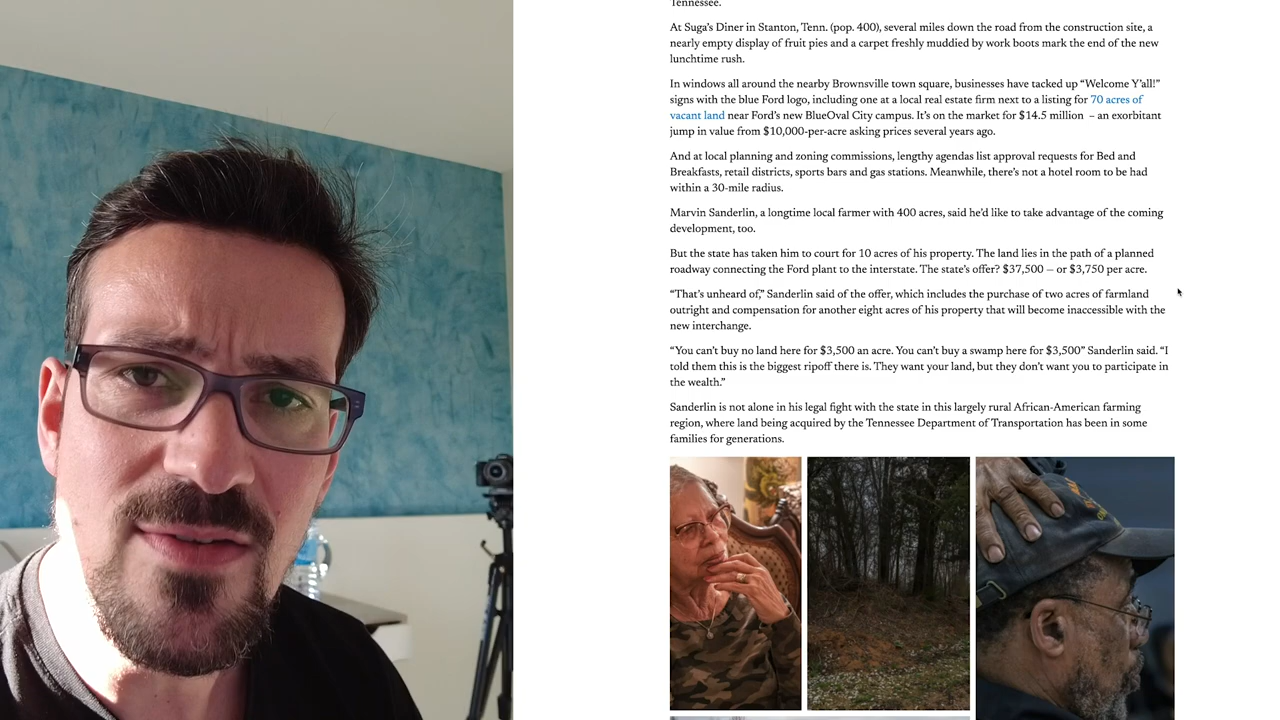 Tennessee.
At Suga's Diner in Stanton, Tenn. (pop. 400), several miles down the road from the construction site, a
nearly empty display of fruit pies and a carpet freshly muddied by work boots mark the end of the new
lunchtime rush.
In windows all around the nearby Brownsville town square, businesses have tacked up “Welcome Y’all!”
signs with the blue Ford logo, including one at a local real estate firm next to a listing for 70 acres of
vacant land near Ford’s new BlueOval City campus. It’s on the market for $14.5 million – an exorbitant
jump in value from $10,000-per-acre asking prices several years ago.
And at local planning and zoning commissions, lengthy agendas list approval requests for Bed and
Breakfasts, retail districts, sports bars and gas stations. Meanwhile, there’s not a hotel room to be had
within a 30-mile radius.
Marvin Sanderlin, a longtime local farmer with 400 acres, said he’d like to take advantage of the coming
development, too.
But the state has taken him to court for 10 acres of his property. The land lies in the path of a planned
roadway connecting the Ford plant to the interstate. The state’s offer? $37,500 — or $3,750 per acre.
“That’s unheard of,” Sanderlin said of the offer, which includes the purchase of two acres of farmland
outright and compensation for another eight acres of his property that will become inaccessible with the
new interchange.
“You can’t buy no land here for $3,500 an acre. You can’t buy a swamp here for $3,500” Sanderlin said. “I
told them this is the biggest ripoff there is. They want your land, but they don’t want you to participate in
the wealth.”
Sanderlin is not alone in his legal fight with the state in this largely rural African-American farming
region, where land being acquired by the Tennessee Department of Transportation has been in some
families for generations.